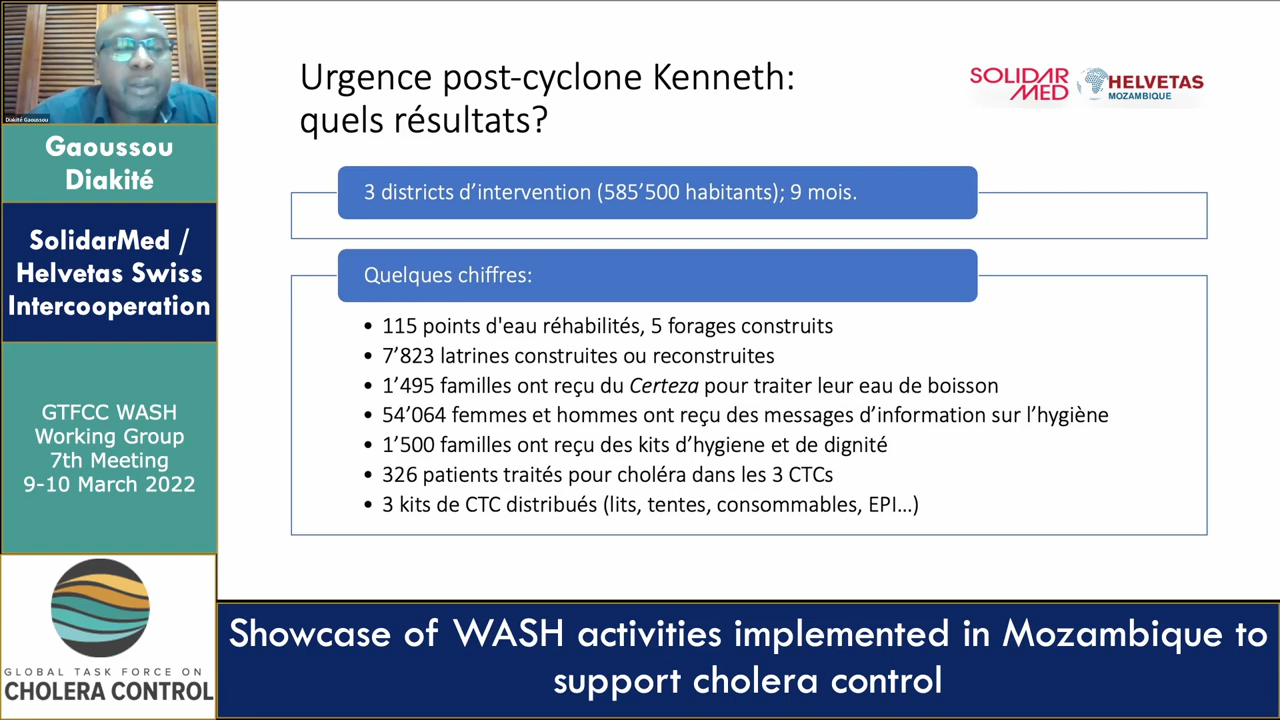 Diakité Gaoussou
Gaoussou
Diakité
SolidarMed /
Helvetas Swiss
Intercooperation
GTFCC WASH
Working Group
7th Meeting
9-10 March 2022
GLOBAL TASK FORCE ON
CHOLERA CONTROL
Urgence post-cyclone Kenneth:
quels résultats?
SOLIDAR
MED
HELVETAS
MOZAMBIQUE
3 districts d’intervention (585’500 habitants); 9 mois.
Quelques chiffres:
• 115 points d'eau réhabilités, 5 forages construits
• 7’823 latrines construites ou reconstruites
• 1’495 familles ont reçu du Certeza pour traiter leur eau de boisson
• 54’064 femmes et hommes ont reçu des messages d’information sur l’hygiène
• 1’500 familles ont reçu des kits d’hygiene et de dignité
• 326 patients traités pour choléra dans les 3 CTCs
• 3 kits de CTC distribués (lits, tentes, consommables, EPI...)
Showcase of WASH activities implemented in Mozambique to
support cholera control